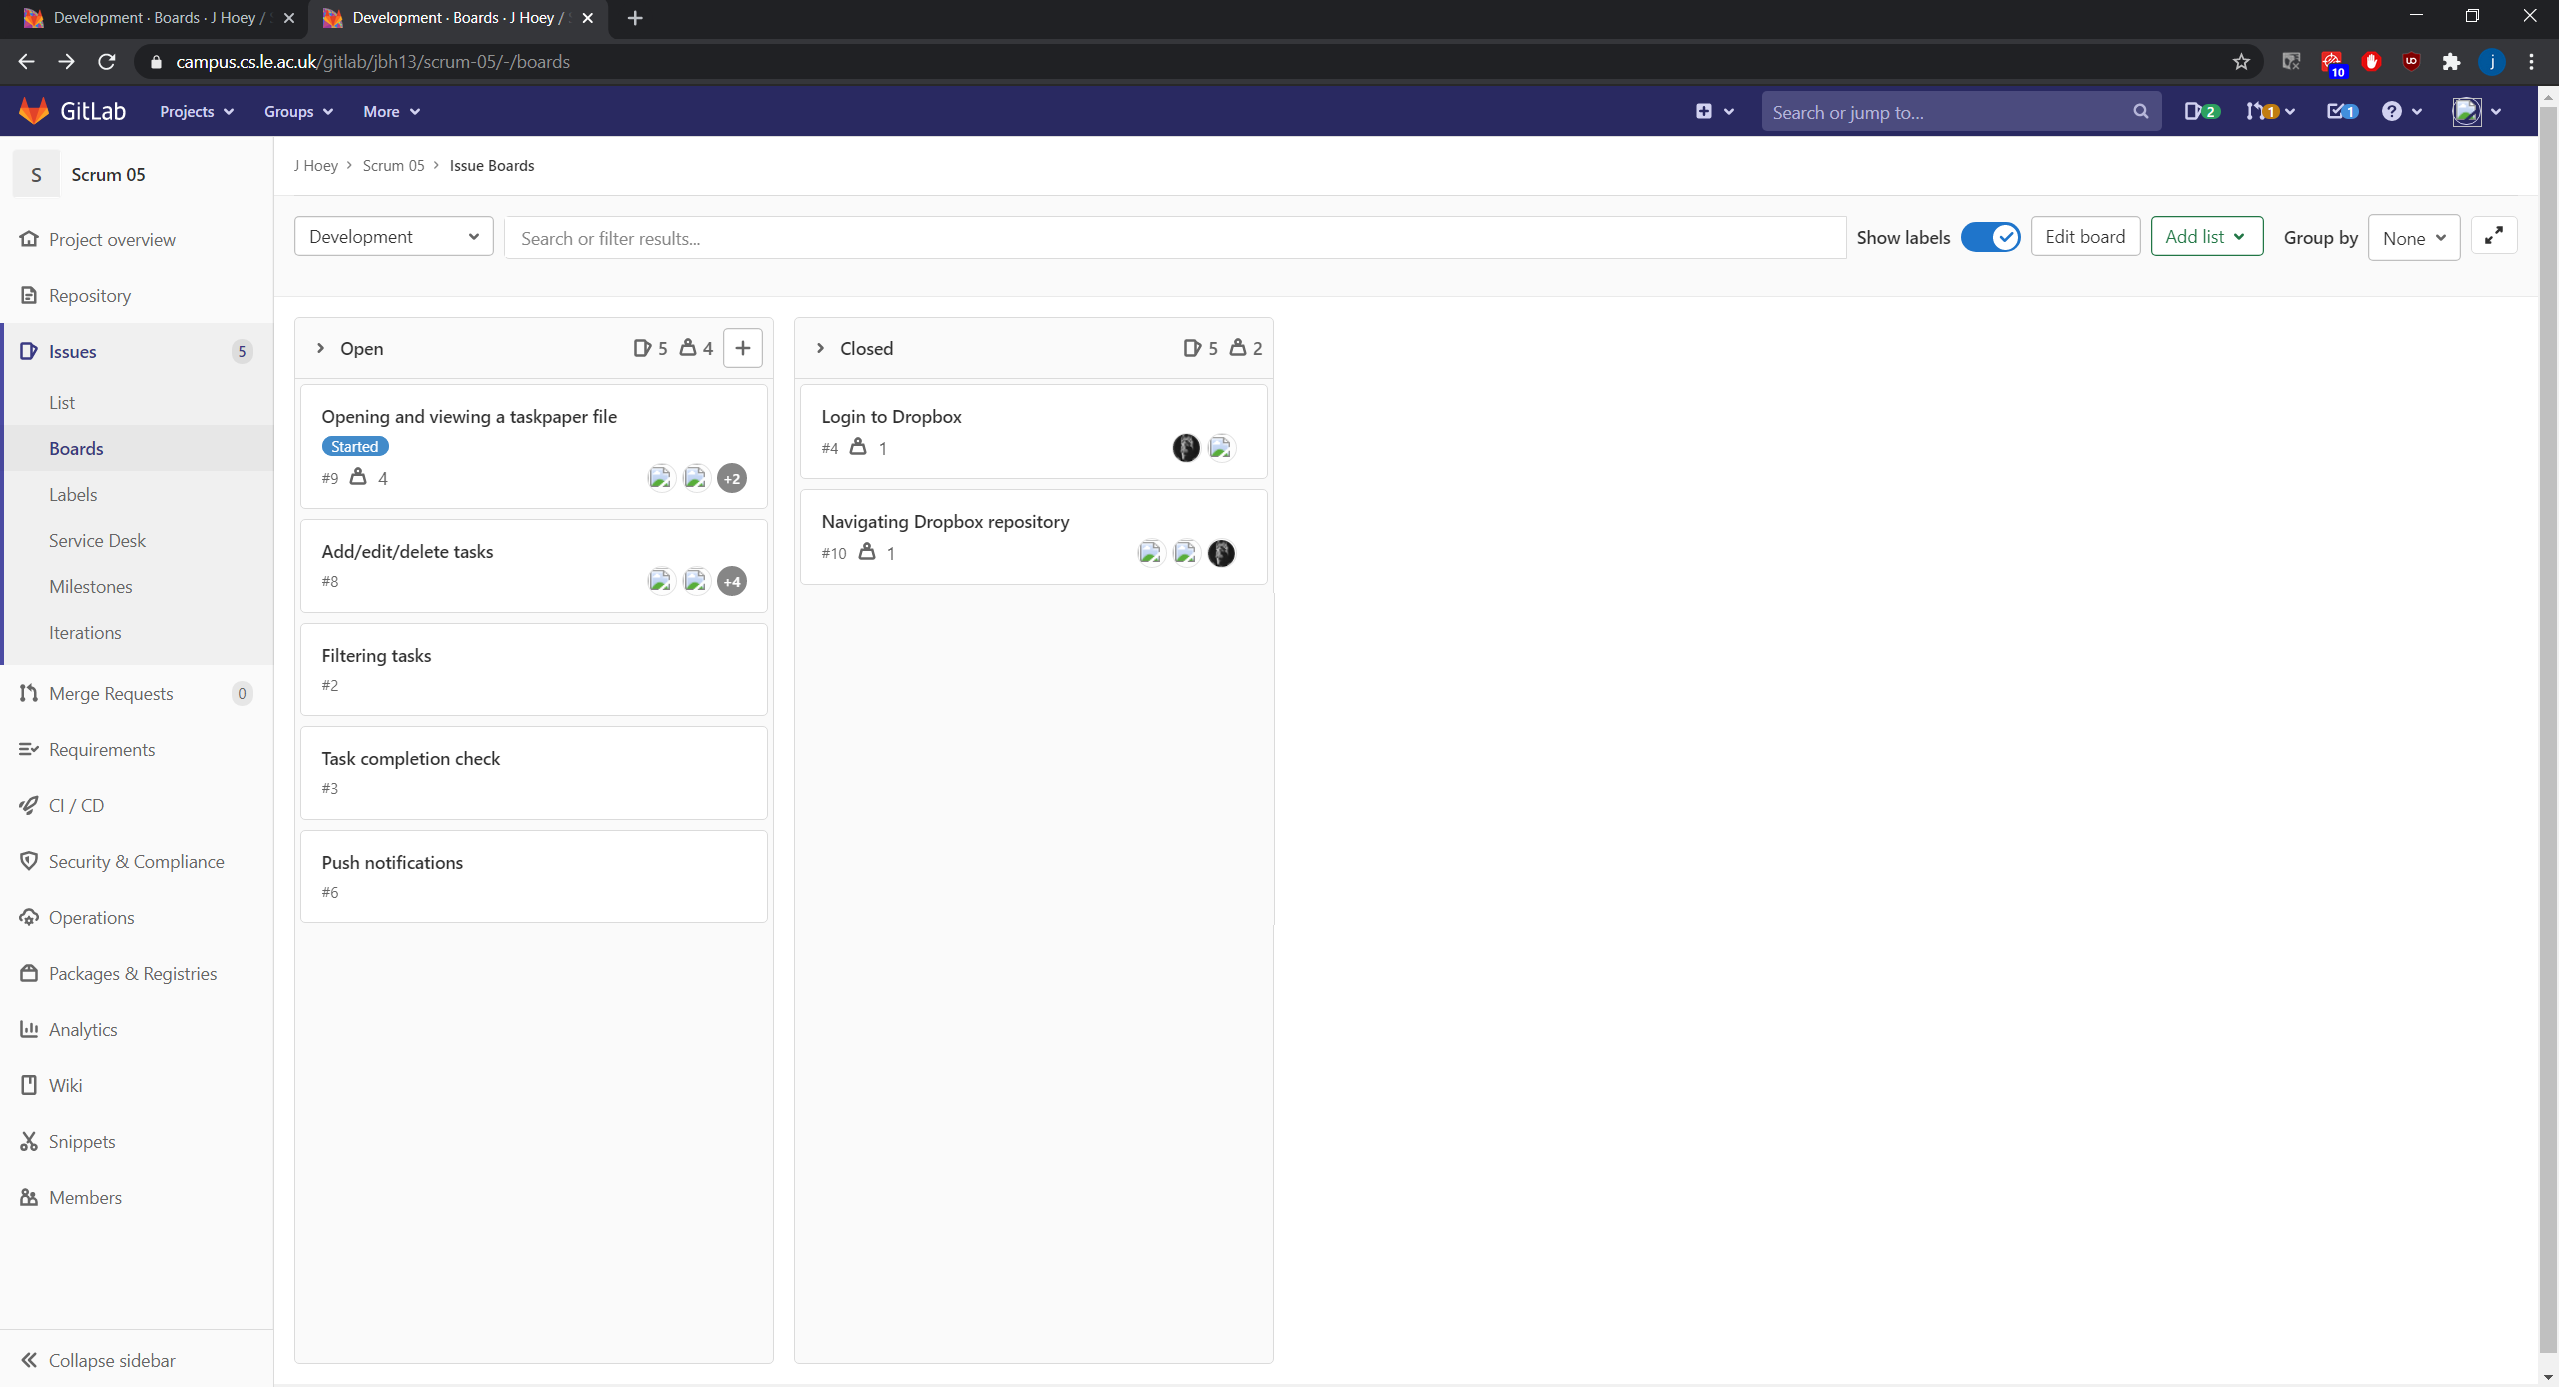 Development · Boards · J Hoey /
Development · Boards · J Hoey /
campus.cs.le.ac.uk/gitlab/jbh13/scrum-05/-/boards
10
j
GitLab
Projects
Groups
More
Search or jump to...
2
1
1
S
Scrum 05
Project overview
Repository
Issues 5
List
Boards
Labels
Service Desk
Milestones
Iterations
Merge Requests 0
Requirements
CI / CD
Security & Compliance
Operations
Packages & Registries
Analytics
Wiki
Snippets
Members
Collapse sidebar
J Hoey > Scrum 05 > Issue Boards
Development
Search or filter results...
Show labels
Edit board
Add list
Group by
None
Open 5 4
Opening and viewing a taskpaper file
Started
#9 4 +2
Add/edit/delete tasks
#8 +4
Filtering tasks
#2
Task completion check
#3
Push notifications
#6
Closed 5 2
Login to Dropbox
#4 1
Navigating Dropbox repository
#10 1